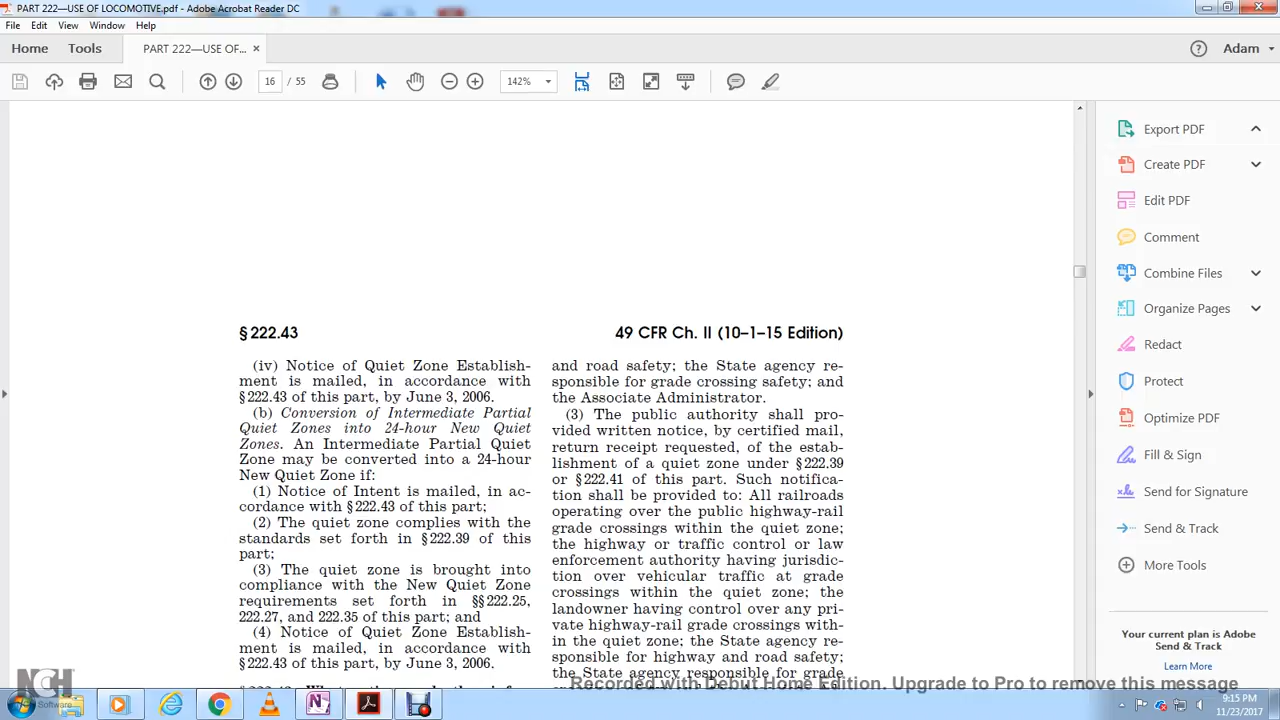 PART 222—USE OF LOCOMOTIVE.pdf - Adobe Acrobat Reader DC
File Edit View Window Help
Home Tools PART 222—USE OF... × Adam
16 / 55 142%
§ 222.43
(iv) Notice of Quiet Zone Establish-
ment is mailed, in accordance with
§222.43 of this part, by June 3, 2006.
(b) Conversion of Intermediate Partial
Quiet Zones into 24-hour New Quiet
Zones. An Intermediate Partial Quiet
Zone may be converted into a 24-hour
New Quiet Zone if:
(1) Notice of Intent is mailed, in ac-
cordance with §222.43 of this part;
(2) The quiet zone complies with the
standards set forth in §222.39 of this
part;
(3) The quiet zone is brought into
compliance with the New Quiet Zone
requirements set forth in §§222.25,
222.27, and 222.35 of this part; and
(4) Notice of Quiet Zone Establish-
ment is mailed, in accordance with
§222.43 of this part, by June 3, 2006.
49 CFR Ch. II (10–1–15 Edition)
and road safety; the State agency re-
sponsible for grade crossing safety; and
the Associate Administrator.
(3) The public authority shall pro-
vided written notice, by certified mail,
return receipt requested, of the estab-
lishment of a quiet zone under §222.39
or §222.41 of this part. Such notifica-
tion shall be provided to: All railroads
operating over the public highway-rail
grade crossings within the quiet zone;
the highway or traffic control or law
enforcement authority having jurisdic-
tion over vehicular traffic at grade
crossings within the quiet zone; the
landowner having control over any pri-
vate highway-rail grade crossings with-
in the quiet zone; the State agency re-
sponsible for highway and road safety;
the State agency responsible for grade
Export PDF
Create PDF
Edit PDF
Comment
Combine Files
Organize Pages
Redact
Protect
Optimize PDF
Fill & Sign
Send for Signature
Send & Track
More Tools
Your current plan is Adobe
Send & Track
Learn More
Recorded with Debut Home Edition. Upgrade to Pro to remove this message
NCH
Software
9:15 PM
11/23/2017